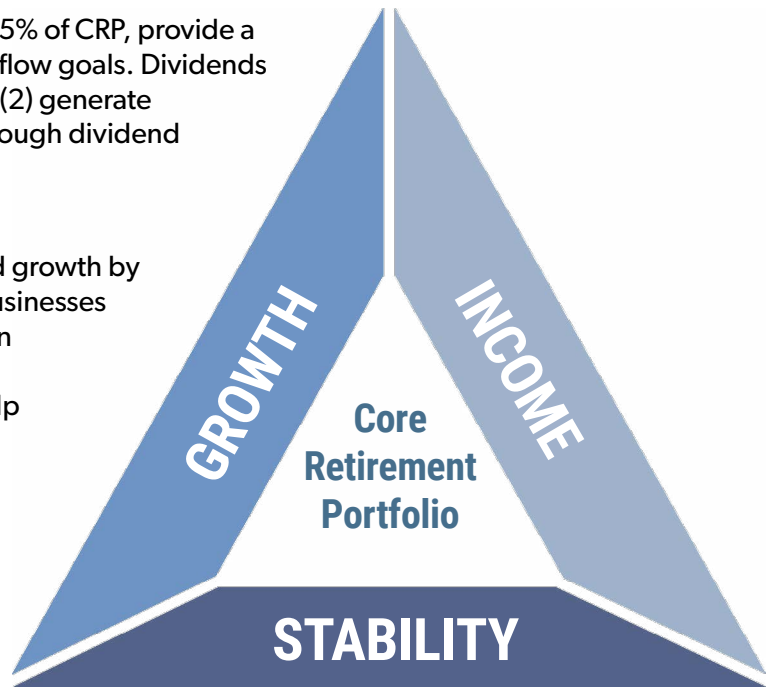 5% of CRP, provide a
flow goals. Dividends
(2) generate
ough dividend
d growth by
usinesses
n
lp
GROWTH
INCOME
Core
Retirement
Portfolio
STABILITY